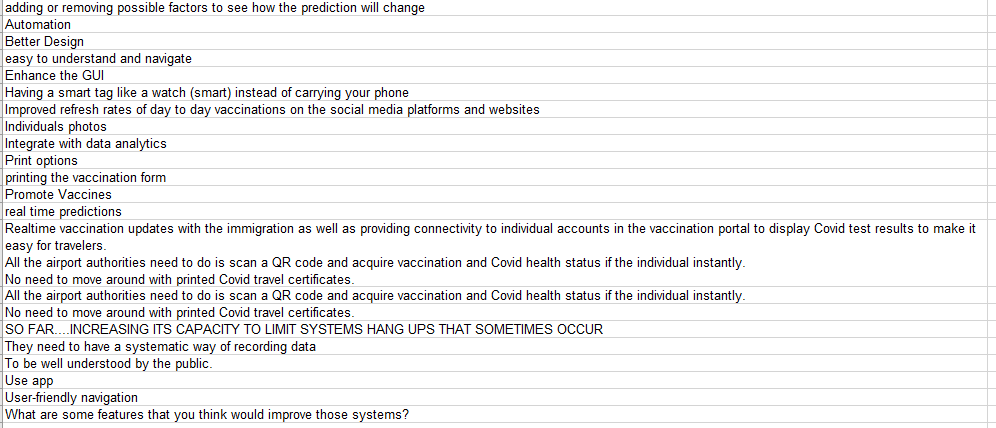 adding or removing possible factors to see how the prediction will change
Automation
Better Design
easy to understand and navigate
Enhance the GUI
Having a smart tag like a watch (smart) instead of carrying your phone
Improved refresh rates of day to day vaccinations on the social media platforms and websites
Individuals photos
Integrate with data analytics
Print options
printing the vaccination form
Promote Vaccines
real time predictions
Realtime vaccination updates with the immigration as well as providing connectivity to individual accounts in the vaccination portal to display Covid test results to make it
easy for travelers.
All the airport authorities need to do is scan a QR code and acquire vaccination and Covid health status if the individual instantly.
No need to move around with printed Covid travel certificates.
All the airport authorities need to do is scan a QR code and acquire vaccination and Covid health status if the individual instantly.
No need to move around with printed Covid travel certificates.
SO FAR....INCREASING ITS CAPACITY TO LIMIT SYSTEMS HANG UPS THAT SOMETIMES OCCUR
They need to have a systematic way of recording data
To be well understood by the public.
Use app
User-friendly navigation
What are some features that you think would improve those systems?